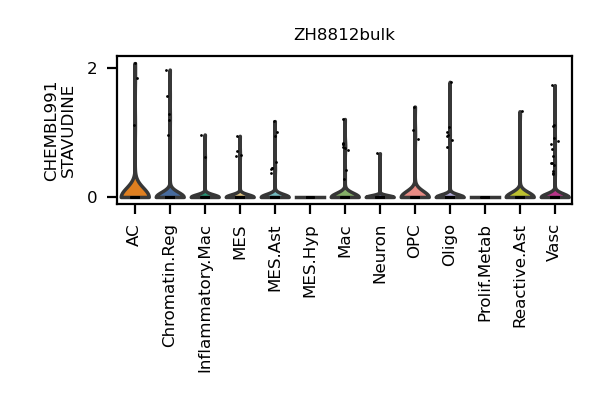 ZH8812bulk
CHEMBL991
STAVUDINE
2
0
AC
Chromatin.Reg
Inflammatory.Mac
MES
MES.Ast
MES.Hyp
Mac
Neuron
OPC
Oligo
Prolif.Metab
Reactive.Ast
Vasc